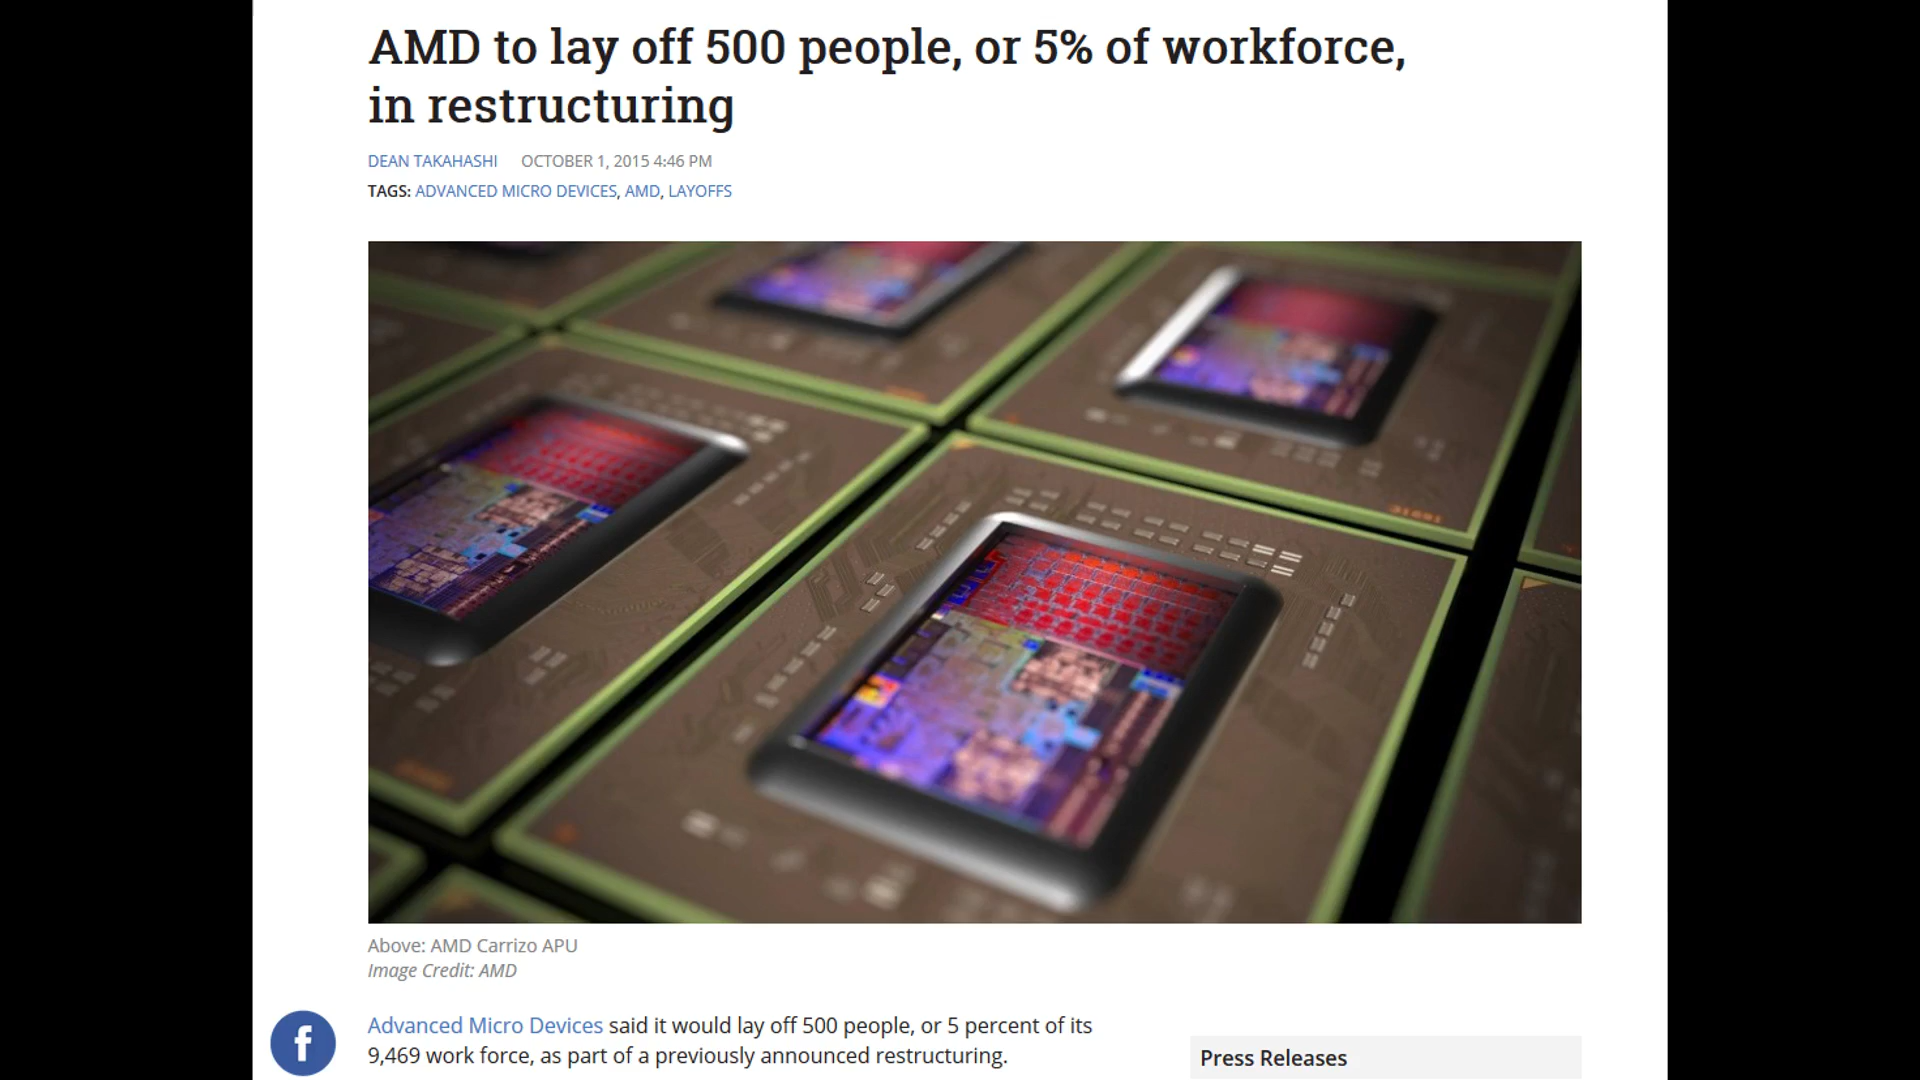 AMD to lay off 500 people, or 5% of workforce,
in restructuring
DEAN TAKAHASHI OCTOBER 1, 2015 4:46 PM
TAGS: ADVANCED MICRO DEVICES, AMD, LAYOFFS
Above: AMD Carrizo APU
Image Credit: AMD
f
Advanced Micro Devices said it would lay off 500 people, or 5 percent of its
9,469 work force, as part of a previously announced restructuring.
Press Releases